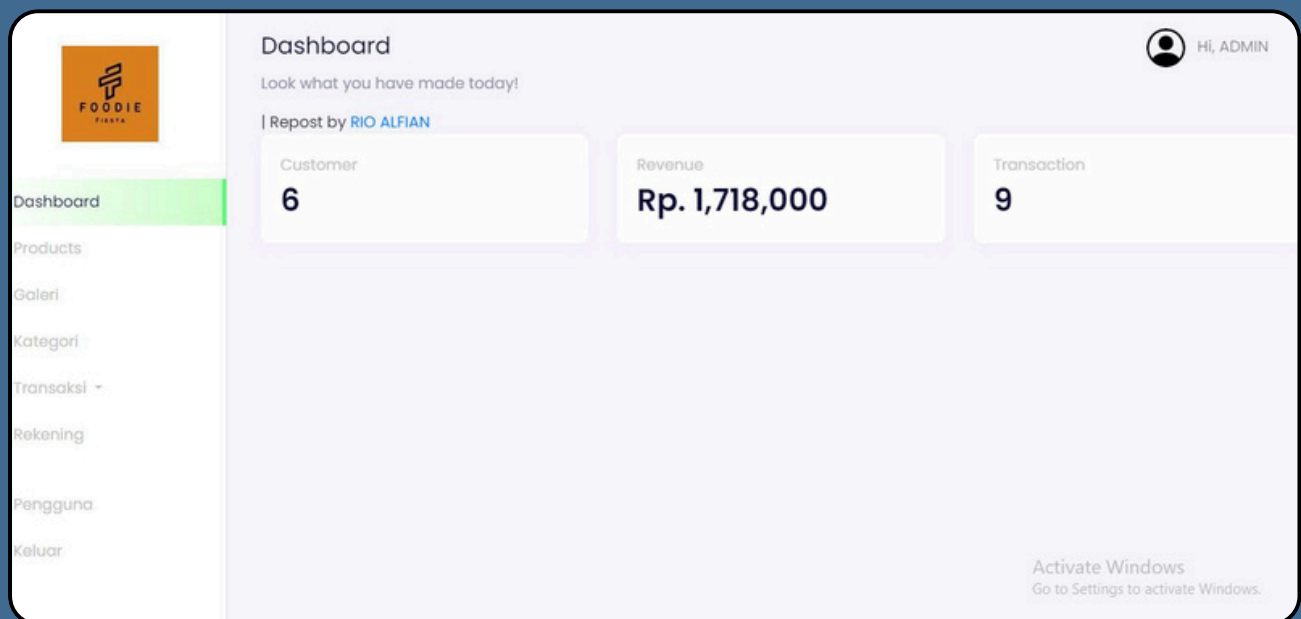 FOODIE
FIESTA
Dashboard
Products
Galeri
Kategori
Transaksi
Rekening
Pengguna
Keluar
Dashboard
Look what you have made today!
| Repost by RIO ALFIAN
Hi, ADMIN
Customer
6
Revenue
Rp. 1,718,000
Transaction
9
Activate Windows
Go to Settings to activate Windows.